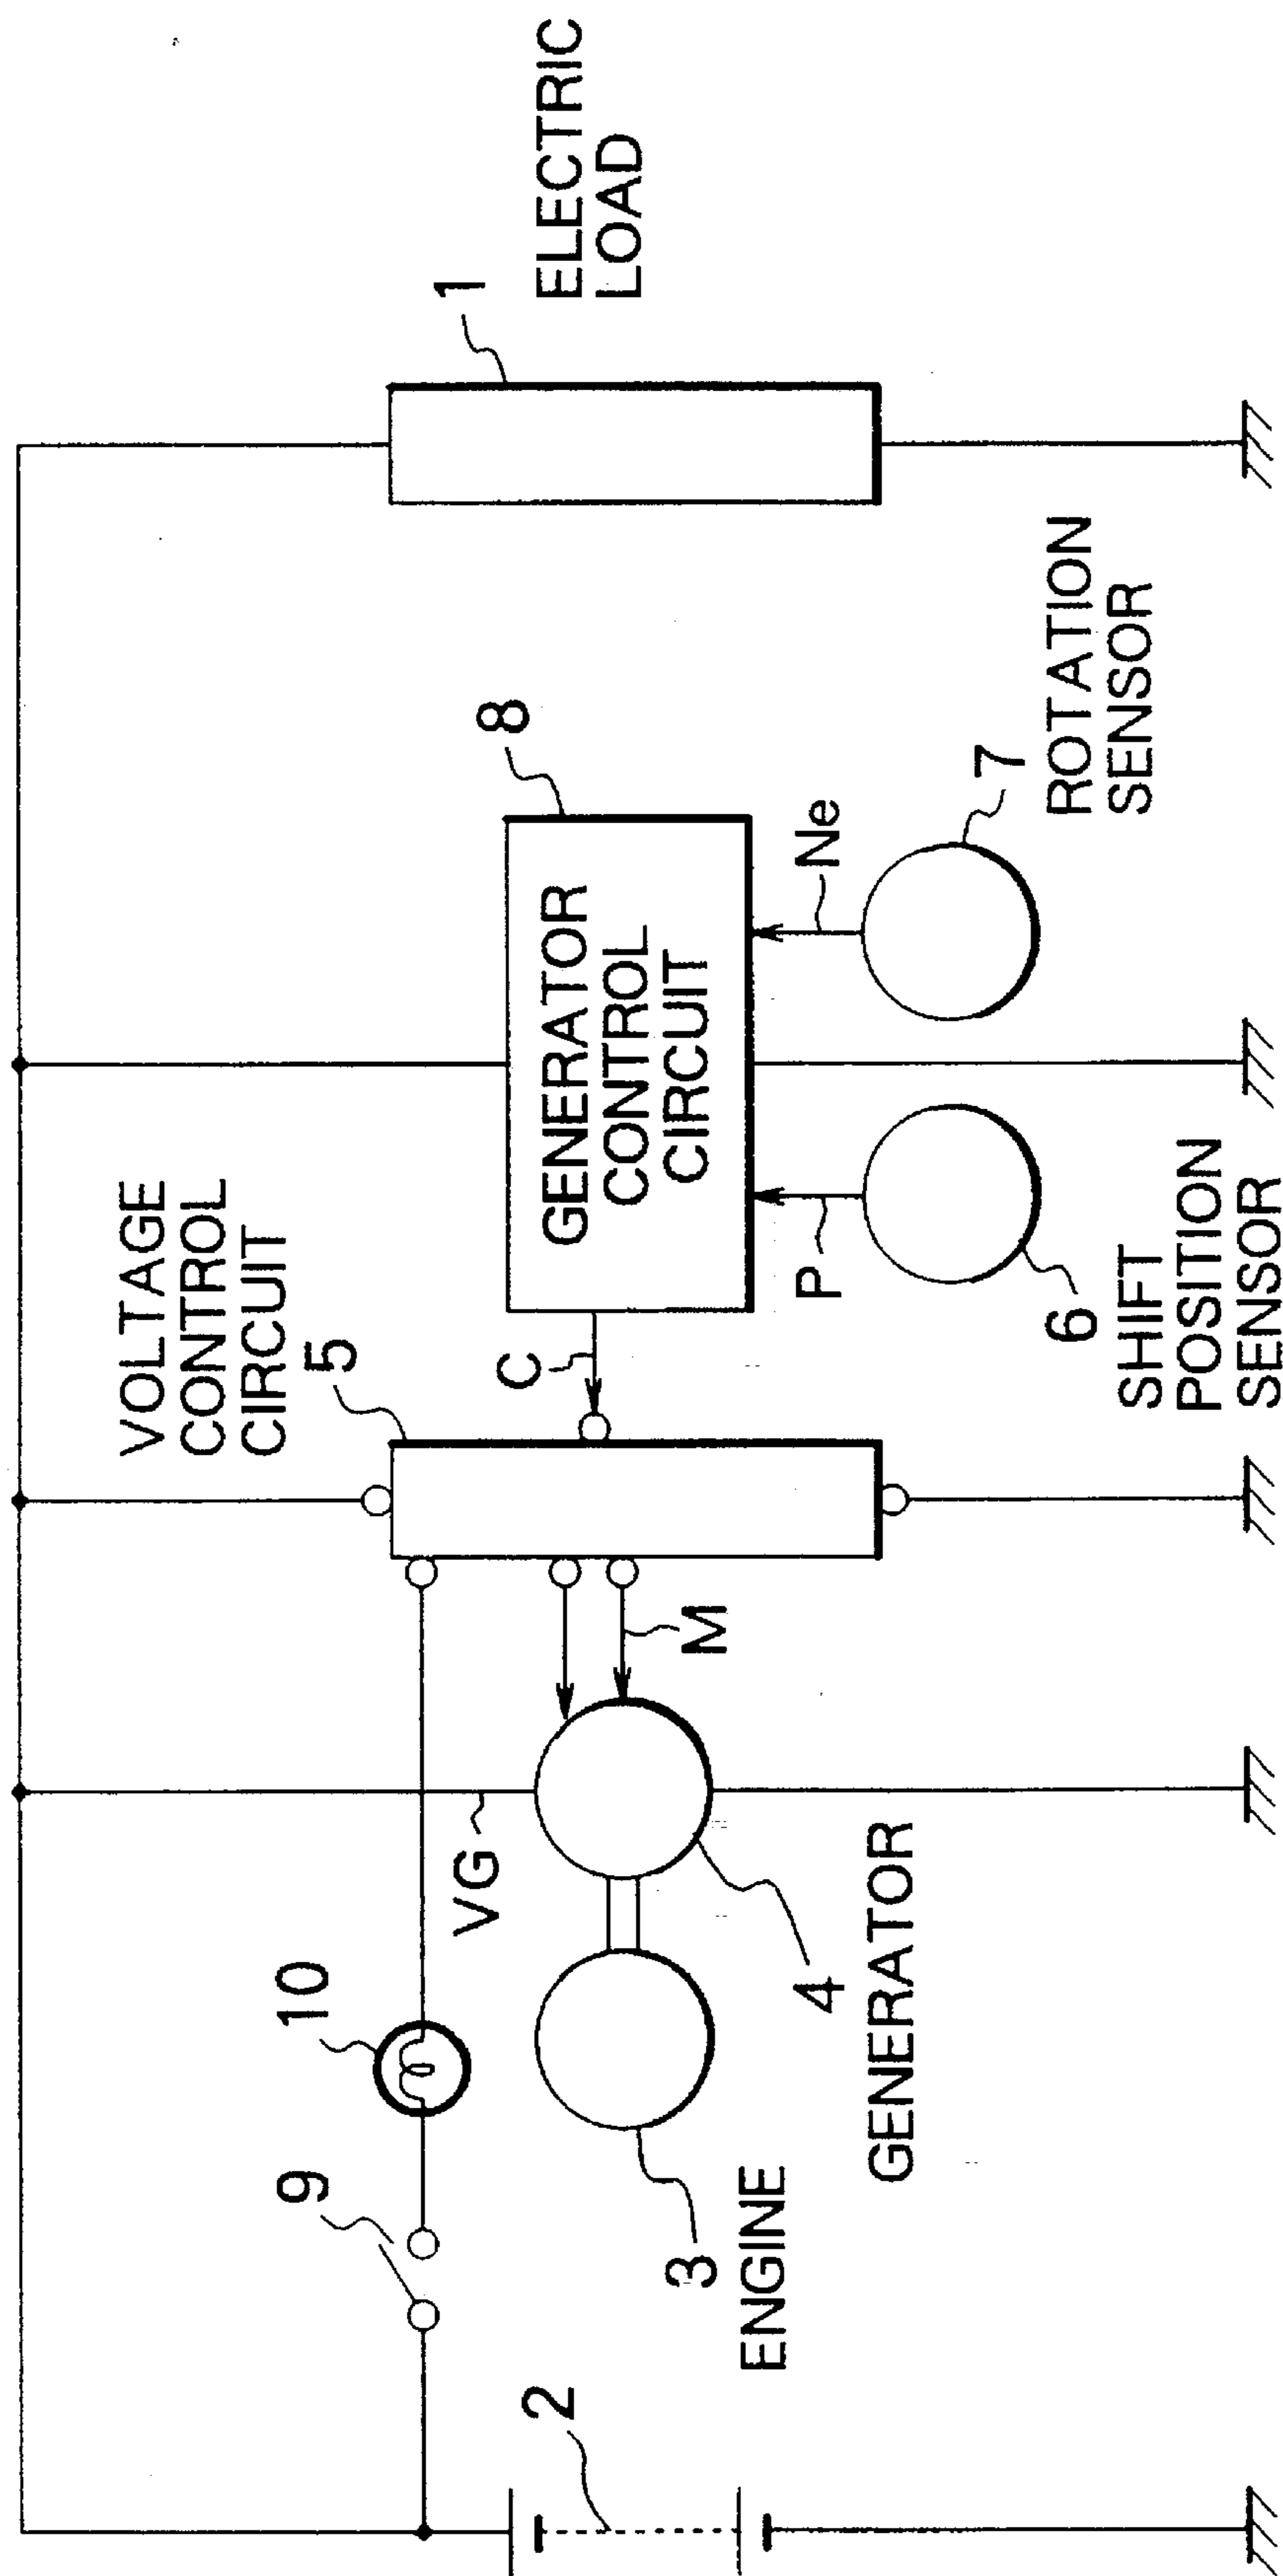 2
9
10
3
ENGINE
VG
4
GENERATOR
M
VOLTAGE
CONTROL
CIRCUIT
5
C
GENERATOR
CONTROL
CIRCUIT
8
P
6
SHIFT
POSITION
SENSOR
Ne
7
ROTATION
SENSOR
1
ELECTRIC
LOAD